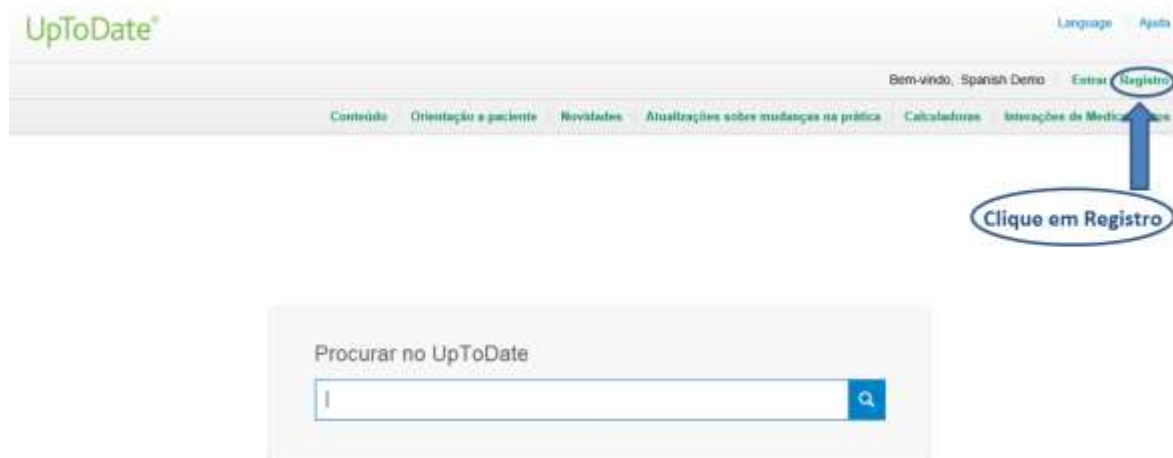 UpToDate®
Language Ajuda
Bem-vindo, Spanish Demo Entrar Registro
Conteúdo Orientação a paciente Novidades Atualizações sobre mudanças na prática Calculadoras Interações de
Clique em Registro
Procurar no UpToDate